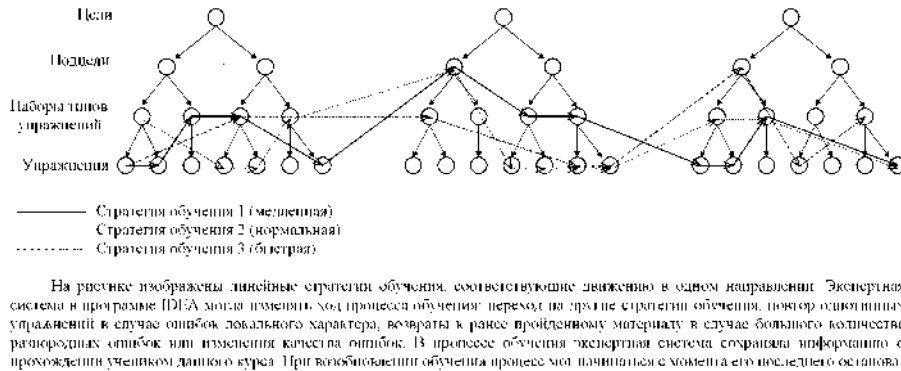 Цели
Подцели
Наборы типов
упражнений
Упражнения
Стратегия обучения 1 (медленная)
Стратегия обучения 2 (нормальная)
Стратегия обучения 3 (быстрая)
На рисунке изображены линейные стратегии обучения, соответствующие движению в одном направлении. Экспертная
система в программе IDEA могла изменять ход процесса обучения: переход на другие стратегии обучения, повтор однотипных
упражнений в случае ошибок локального характера, возвраты к ранее пройденному материалу в случае большого количества
разнородных ошибок или изменения качества ошибок. В процессе обучения экспертная система сохраняла информацию о
прохождении учеником данного курса. При возобновлении обучения процесс мог начинаться с момента его последнего останова.